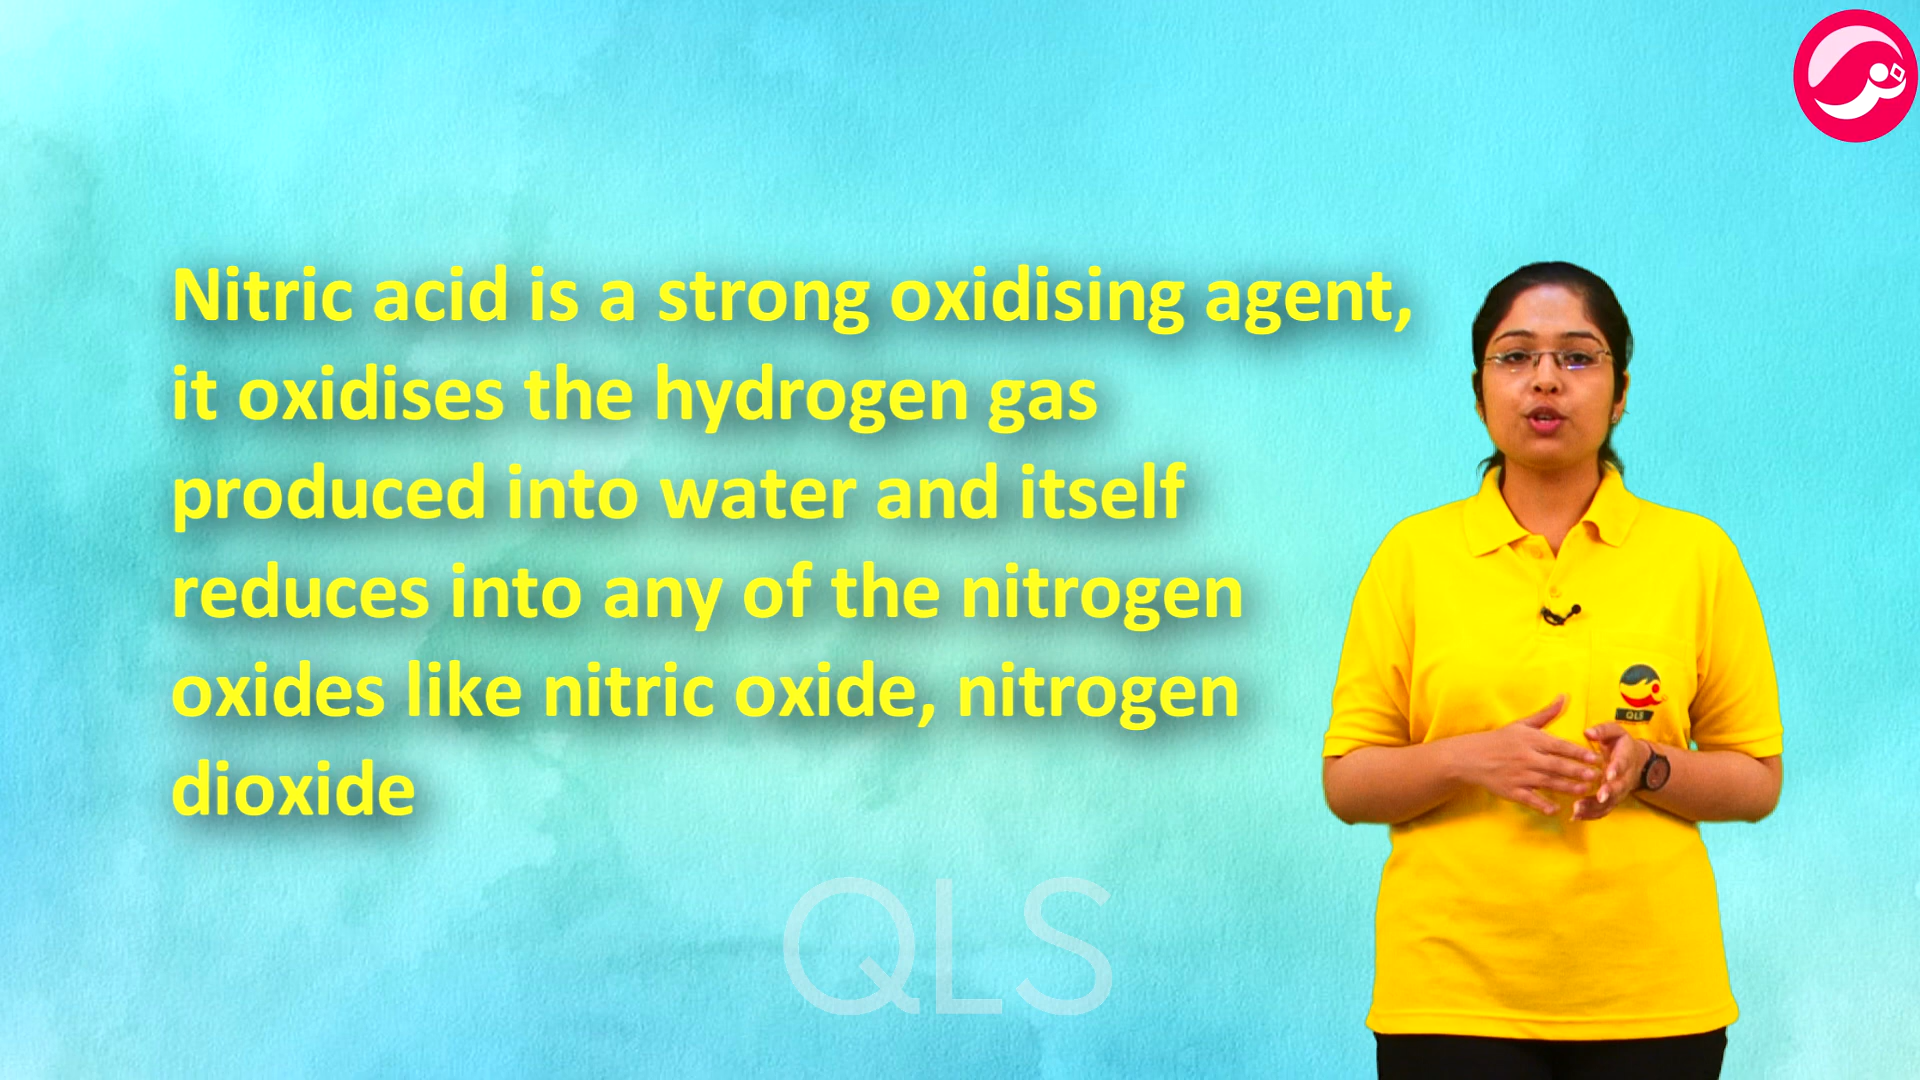 Nitric acid is a strong oxidising agent,
it oxidises the hydrogen gas
produced into water and itself
reduces into any of the nitrogen
oxides like nitric oxide, nitrogen
dioxide
QLS
QLS